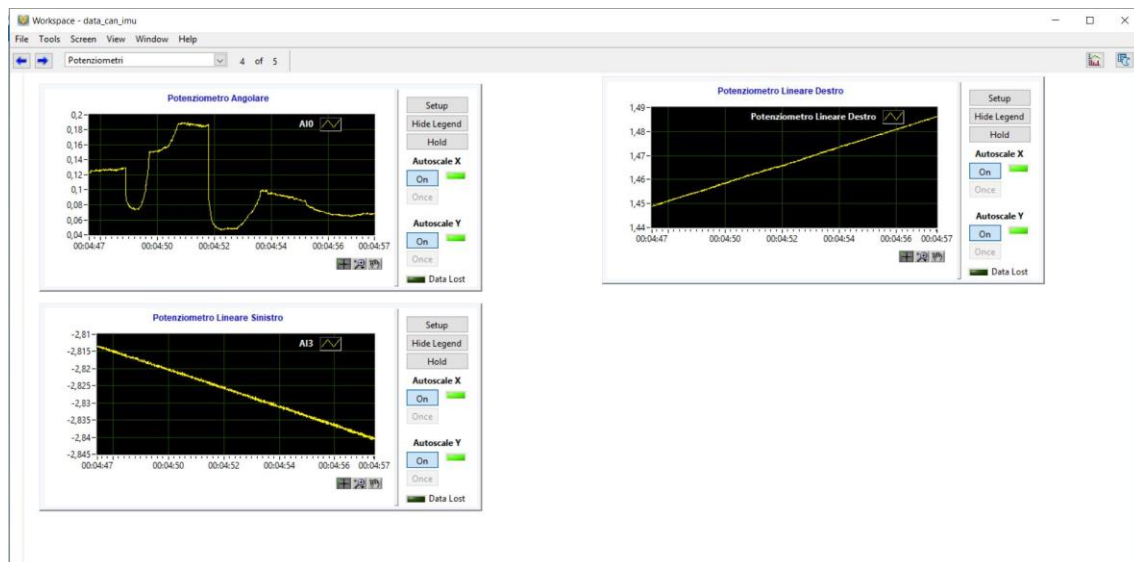 Workspace - data_can_imu
File Tools Screen View Window Help
Potenziometri 4 of 5
Potenziometro Angolare
AI0
0,2
0,18
0,16
0,14
0,12
0,1
0,08
0,06
0,04
00:04:47 00:04:50 00:04:52 00:04:54 00:04:56 00:04:57
Setup
Hide Legend
Hold
Autoscale X
On
Once
Autoscale Y
On
Once
Data Lost
Potenziometro Lineare Destro
Potenziometro Lineare Destro
1,49
1,48
1,47
1,46
1,45
1,44
00:04:47 00:04:50 00:04:52 00:04:54 00:04:56 00:04:57
Setup
Hide Legend
Hold
Autoscale X
On
Once
Autoscale Y
On
Once
Data Lost
Potenziometro Lineare Sinistro
AI3
-2,81
-2,815
-2,82
-2,825
-2,83
-2,835
-2,84
-2,845
00:04:47 00:04:50 00:04:52 00:04:54 00:04:56 00:04:57
Setup
Hide Legend
Hold
Autoscale X
On
Once
Autoscale Y
On
Once
Data Lost